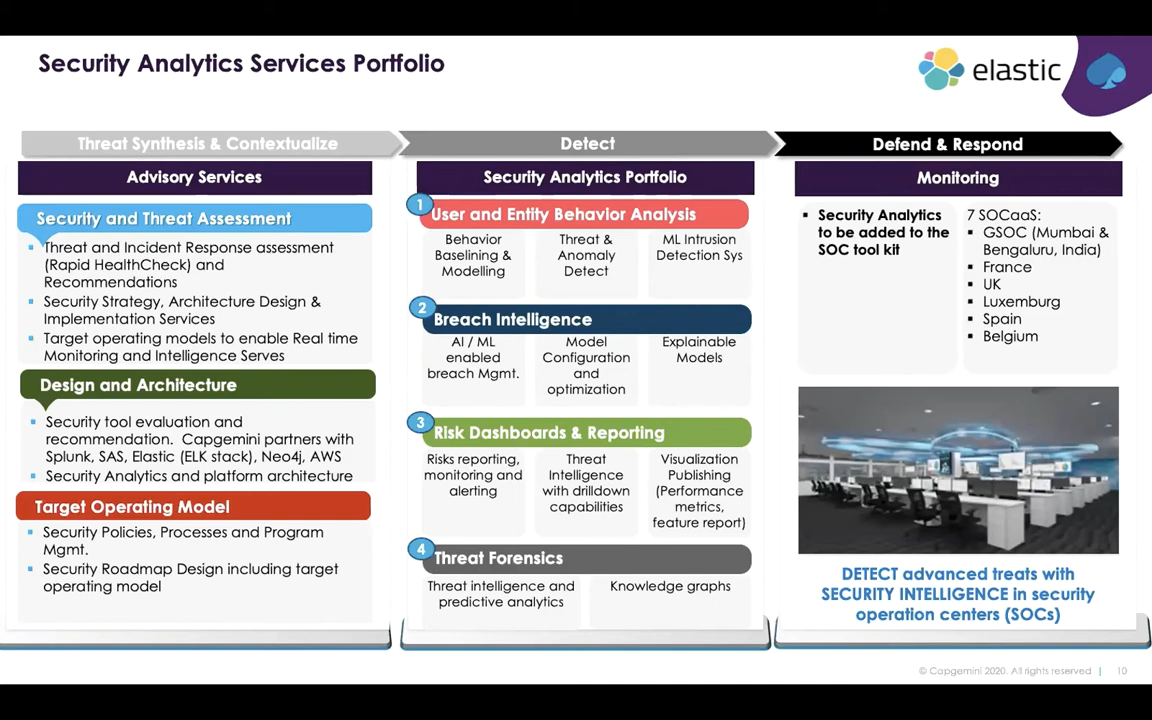 Security Analytics Services Portfolio
elastic
Threat Synthesis & Contextualize
Detect
Defend & Respond
Advisory Services
Security and Threat Assessment
Threat and Incident Response assessment
(Rapid HealthCheck) and
Recommendations
Security Strategy, Architecture Design &
Implementation Services
Target operating models to enable Real time
Monitoring and Intelligence Serves
Design and Architecture
Security tool evaluation and
recommendation. Capgemini partners with
Splunk, SAS, Elastic (ELK stack), Neo4j, AWS
Security Analytics and platform architecture
Target Operating Model
Security Policies, Processes and Program
Mgmt.
Security Roadmap Design including target
operating model
Security Analytics Portfolio
1
User and Entity Behavior Analysis
Behavior
Baselining &
Modelling
Threat &
Anomaly
Detect
ML Intrusion
Detection Sys
2
Breach Intelligence
AI / ML
enabled
breach Mgmt.
Model
Configuration
and
optimization
Explainable
Models
3
Risk Dashboards & Reporting
Risks reporting,
monitoring and
alerting
Threat
Intelligence
with drilldown
capabilities
Visualization
Publishing
(Performance
metrics,
feature report)
4
Threat Forensics
Threat intelligence and
predictive analytics
Knowledge graphs
Monitoring
Security Analytics
to be added to the
SOC tool kit
7 SOCaaS:
GSOC (Mumbai &
Bengaluru, India)
France
UK
Luxemburg
Spain
Belgium
DETECT advanced treats with
SECURITY INTELLIGENCE in security
operation centers (SOCs)
© Capgemini 2020. All rights reserved | 10